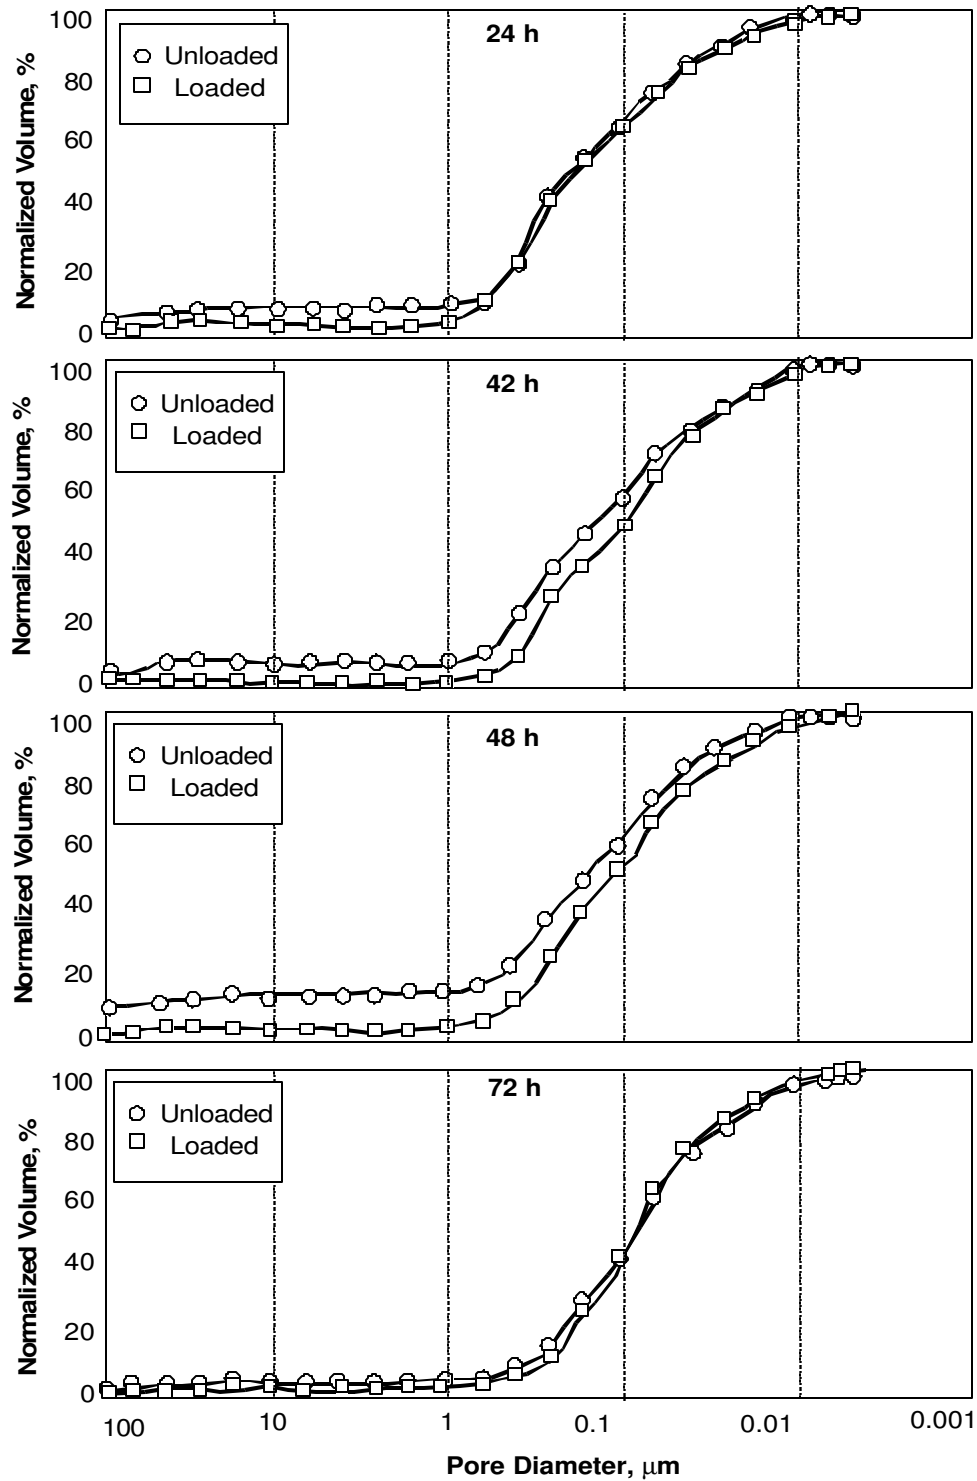 24 h
Unloaded
Loaded
Normalized Volume, %
100
80
60
40
20
0
42 h
Unloaded
Loaded
Normalized Volume, %
100
80
60
40
20
0
48 h
Unloaded
Loaded
Normalized Volume, %
100
80
60
40
20
0
72 h
Unloaded
Loaded
Normalized Volume, %
100
80
60
40
20
0
100 10 1 0.1 0.01 0.001
Pore Diameter, μm